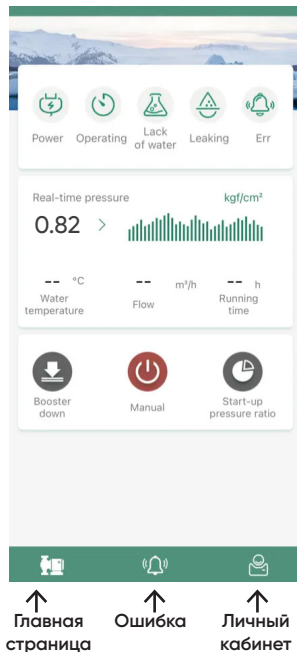 Power Operating Lack of water Leaking Err
Real-time pressure kgf/cm²
0.82 >
-- °C -- m³/h -- h
Water temperature Flow Running time
Booster down Manual Start-up pressure ratio
Главная страница Ошибка Личный кабинет